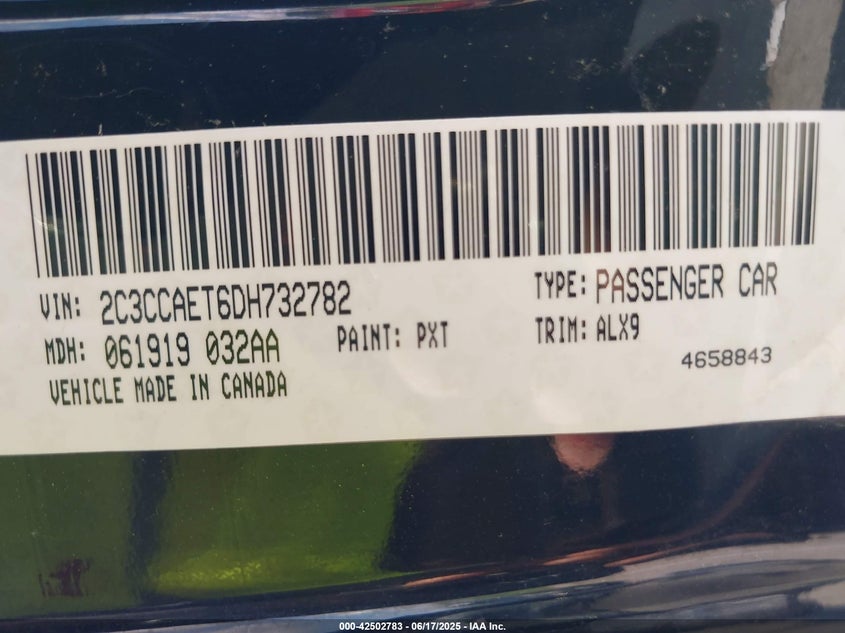 VIN: 2C3CCAET6DH732782 TYPE: PASSENGER CAR
MDH: 061919 032AA PAINT: PXT TRIM: ALX9
VEHICLE MADE IN CANADA 4658843
000-42502783 - 06/17/2025 - IAA Inc.